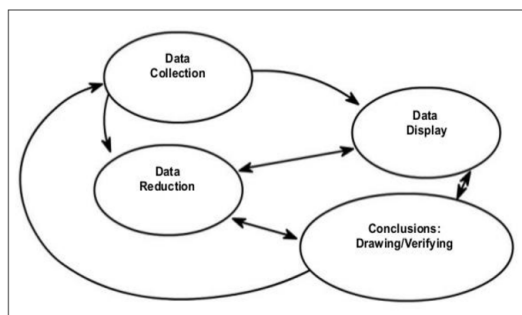 Data
Collection
Data
Display
Data
Reduction
Conclusions:
Drawing/Verifying